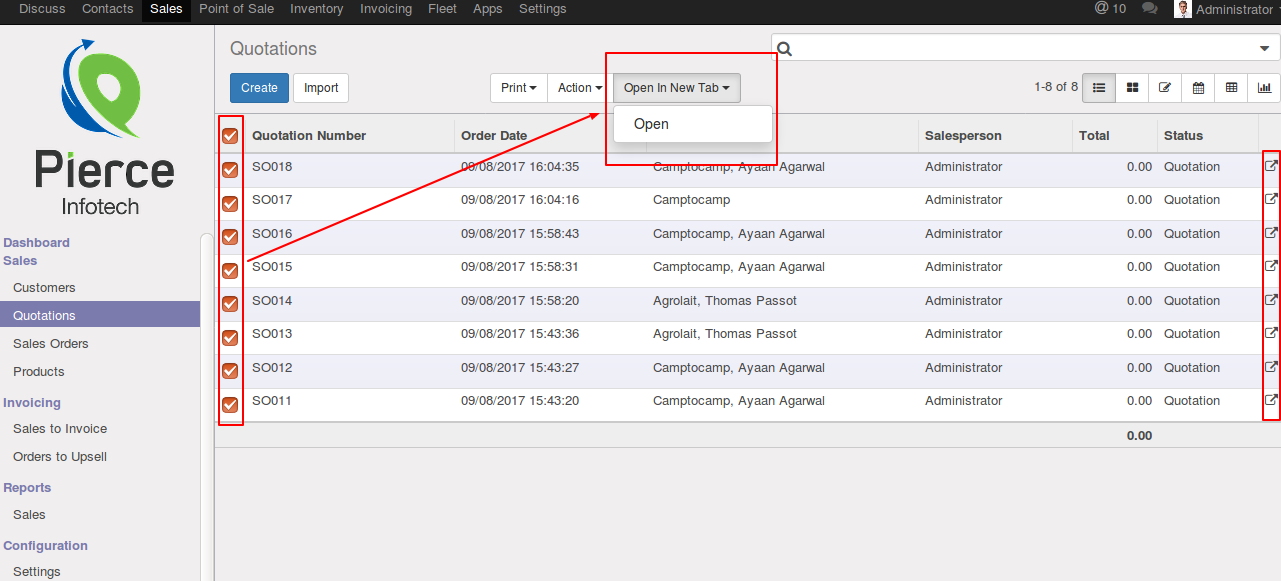 Discuss Contacts Sales Point of Sale Inventory Invoicing Fleet Apps Settings @ 10 Administrator
Pierce
Infotech
Dashboard
Sales
Customers
Quotations
Sales Orders
Products
Invoicing
Sales to Invoice
Orders to Upsell
Reports
Sales
Configuration
Settings
Quotations
Create Import Print Action Open In New Tab 1-8 of 8
Open
Quotation Number Order Date Salesperson Total Status
SO018 09/08/2017 16:04:35 Camptocamp, Ayaan Agarwal Administrator 0.00 Quotation
SO017 09/08/2017 16:04:16 Camptocamp Administrator 0.00 Quotation
SO016 09/08/2017 15:58:43 Camptocamp, Ayaan Agarwal Administrator 0.00 Quotation
SO015 09/08/2017 15:58:31 Camptocamp, Ayaan Agarwal Administrator 0.00 Quotation
SO014 09/08/2017 15:58:20 Agrolait, Thomas Passot Administrator 0.00 Quotation
SO013 09/08/2017 15:43:36 Agrolait, Thomas Passot Administrator 0.00 Quotation
SO012 09/08/2017 15:43:27 Camptocamp, Ayaan Agarwal Administrator 0.00 Quotation
SO011 09/08/2017 15:43:20 Camptocamp, Ayaan Agarwal Administrator 0.00 Quotation
0.00